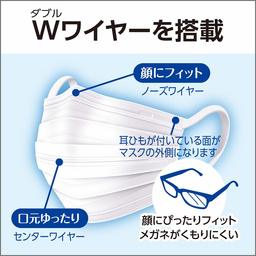 ダブル
Wワイヤーを搭載
顔にフィット
ノーズワイヤー
耳ひもが付いている面が
マスクの外側になります
口元ゆったり
センターワイヤー
顔にぴったりフィット
メガネがくもりにくい